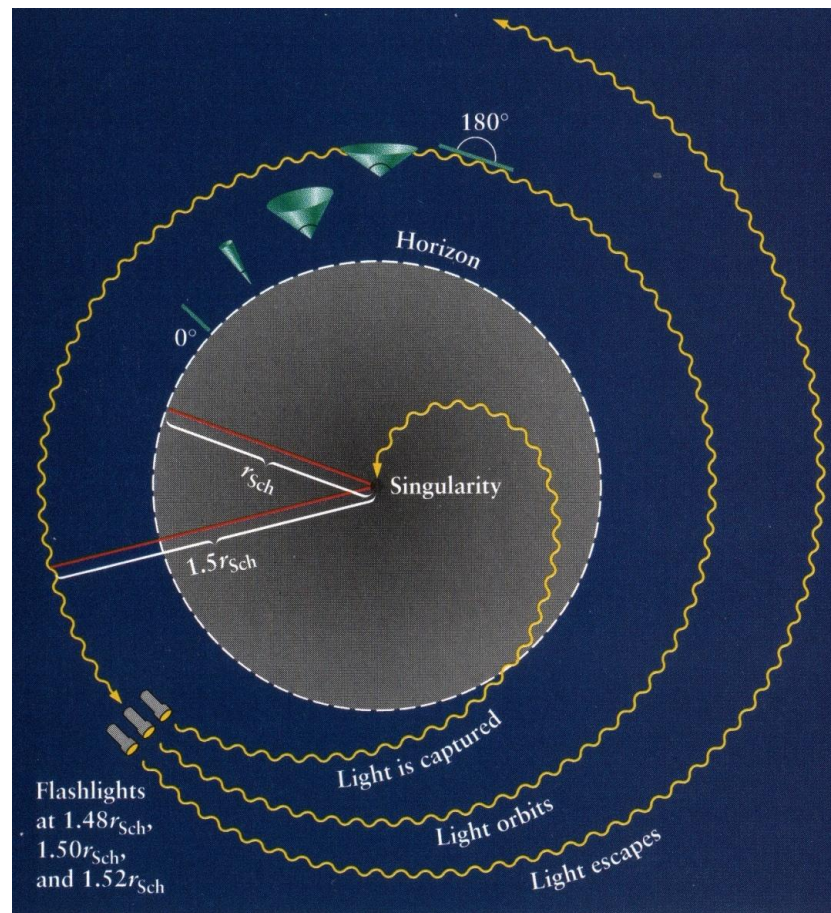 180°
Horizon
0°
rSch
Singularity
1.5rSch
Light is captured
Light orbits
Light escapes
Flashlights
at 1.48rSch,
1.50rSch,
and 1.52rSch